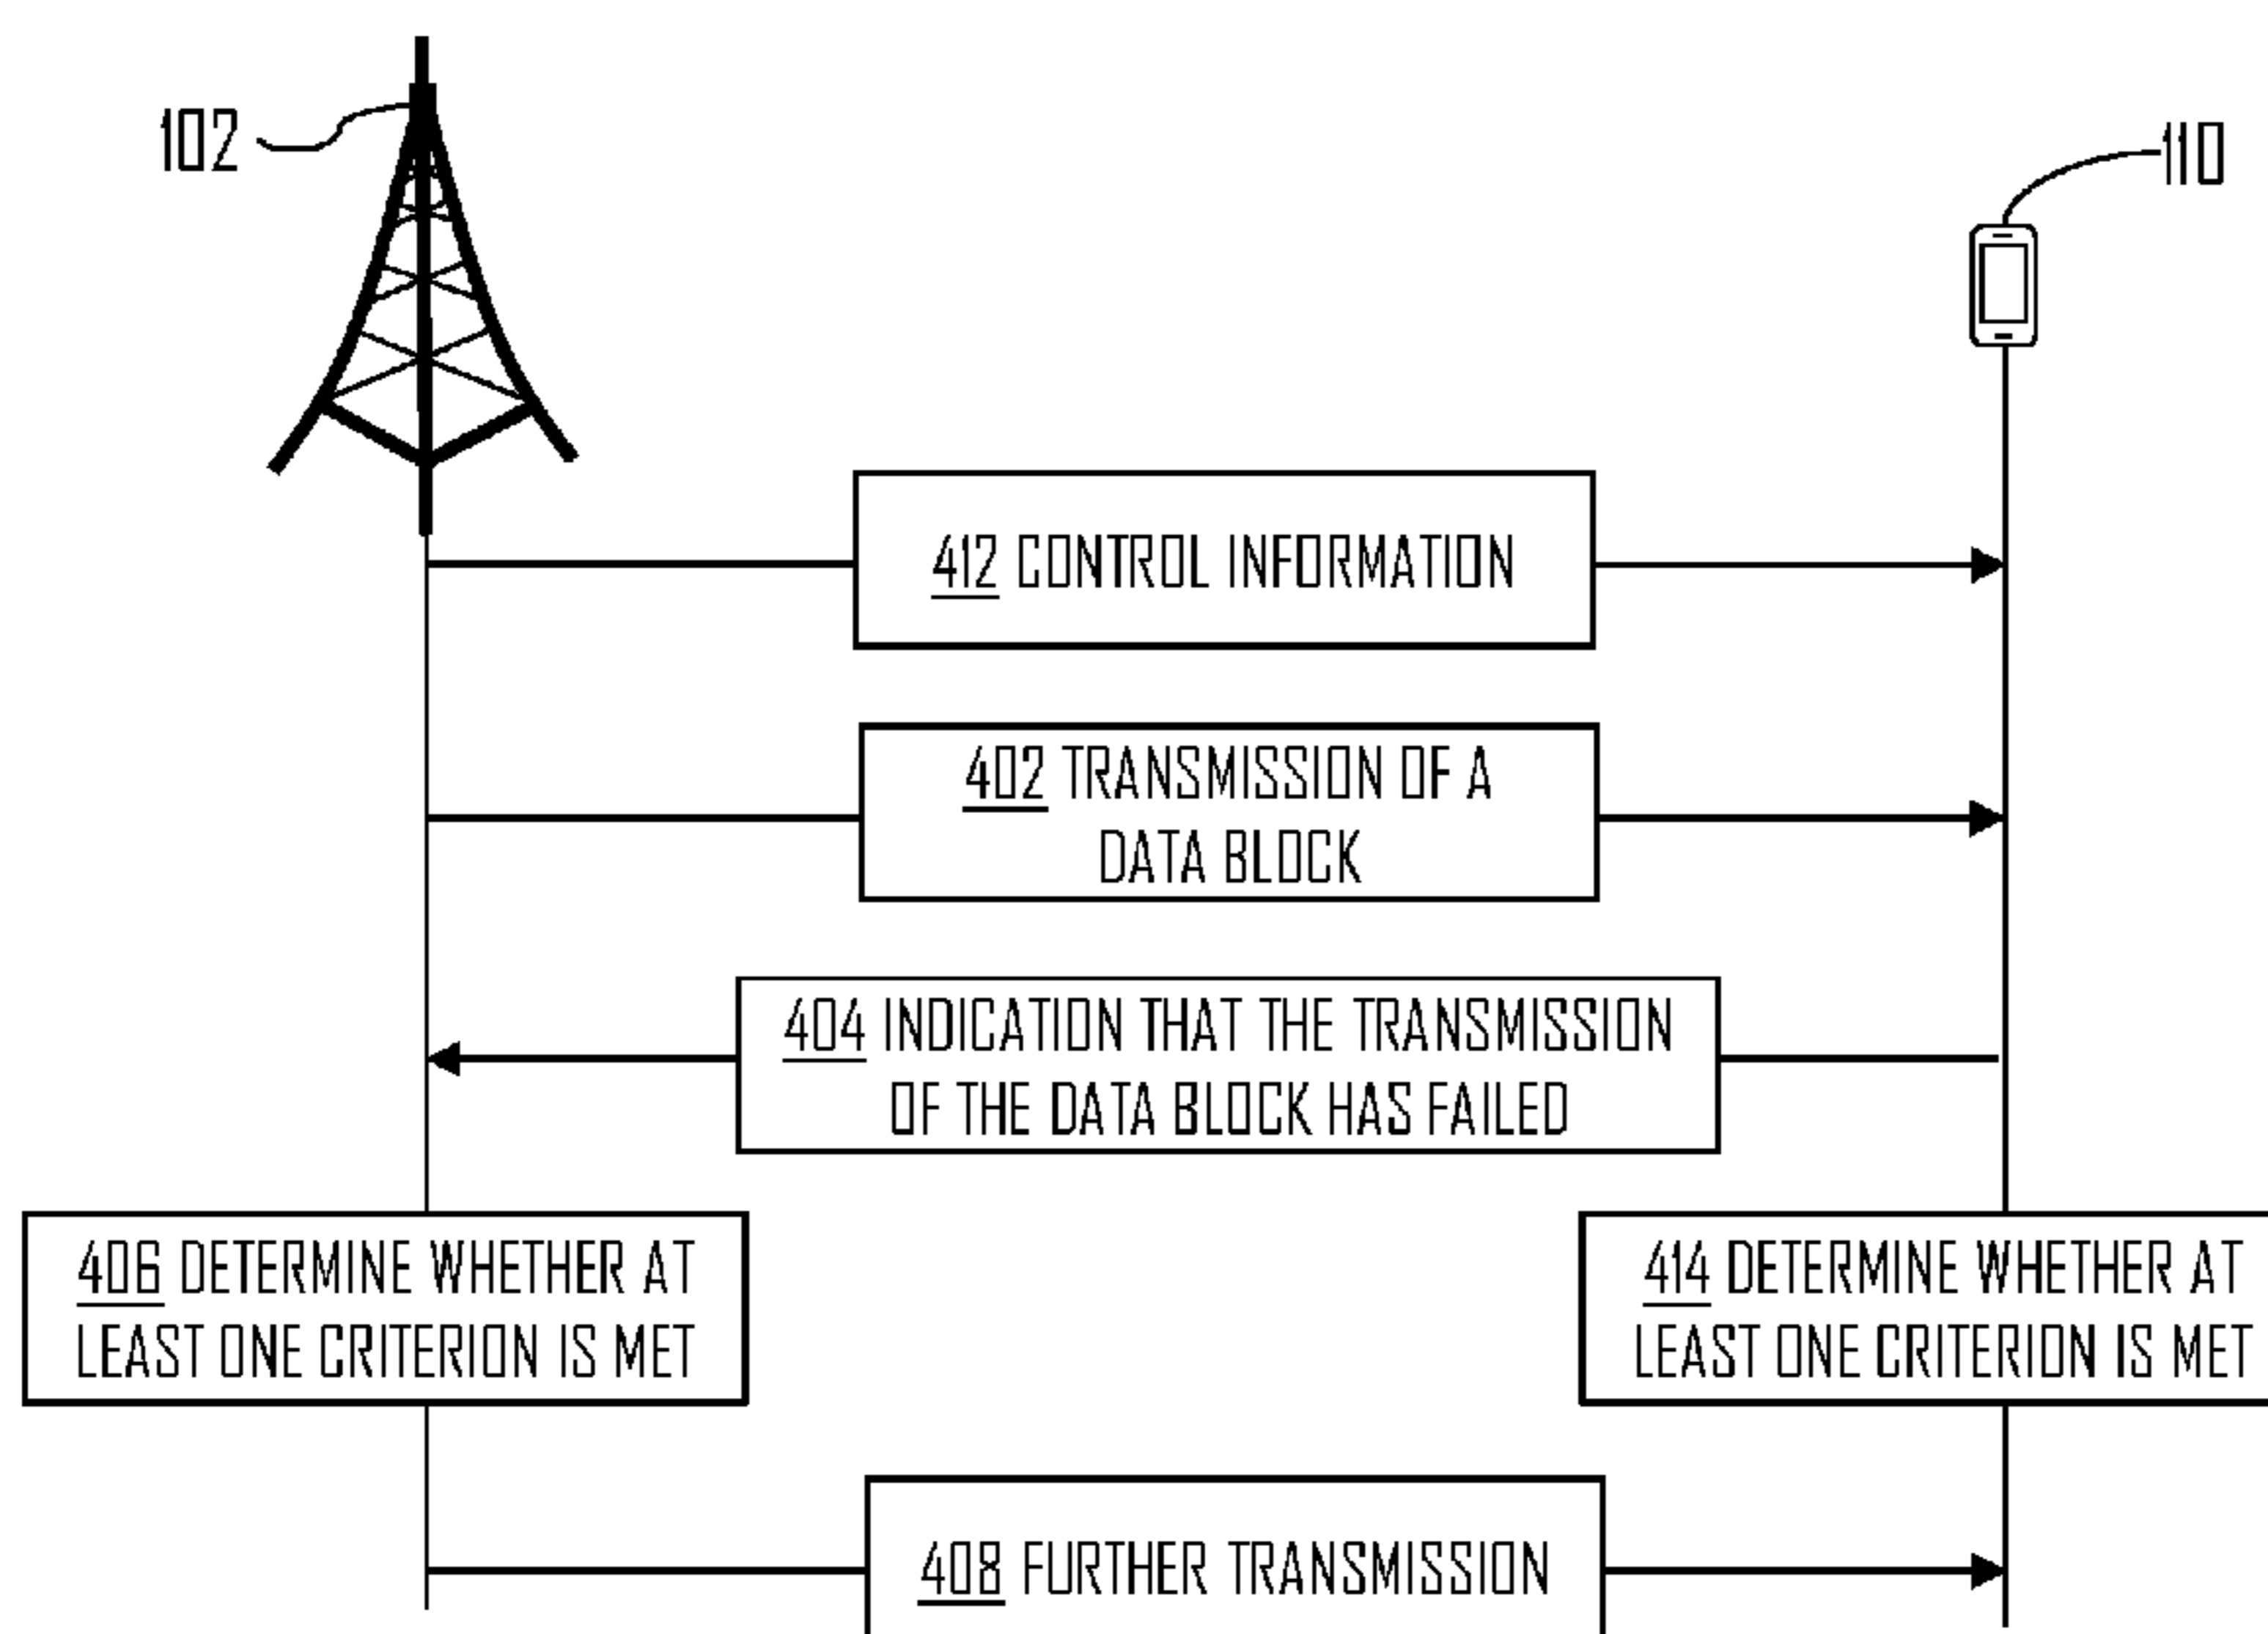 102
110
412 CONTROL INFORMATION
402 TRANSMISSION OF A
DATA BLOCK
404 INDICATION THAT THE TRANSMISSION
OF THE DATA BLOCK HAS FAILED
406 DETERMINE WHETHER AT
LEAST ONE CRITERION IS MET
414 DETERMINE WHETHER AT
LEAST ONE CRITERION IS MET
408 FURTHER TRANSMISSION